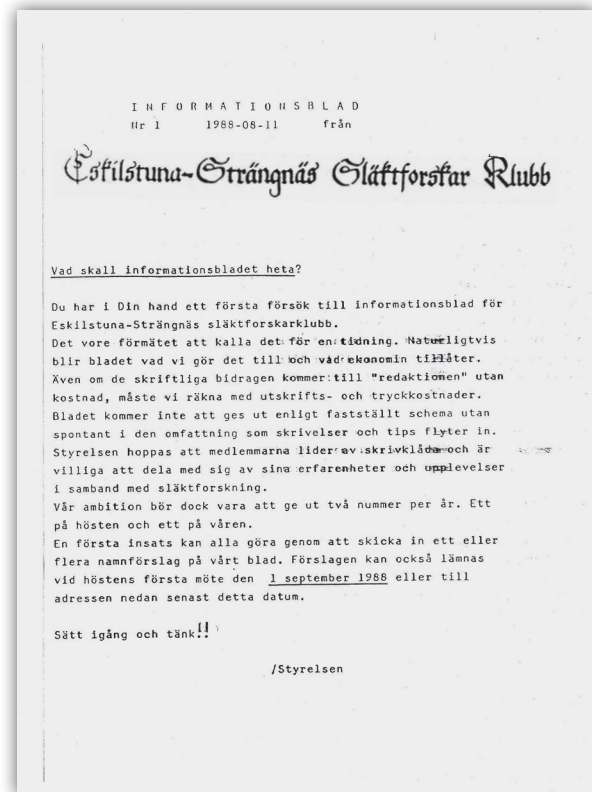 INFORMATIONSBLAD
Nr 1 1988-08-11 från
Eskilstuna-Strängnäs Släktforskar Klubb
Vad skall informationsbladet heta?
Du har i Din hand ett första försök till informationsblad för
Eskilstuna-Strängnäs släktforskarklubb.
Det vore förmätet att kalla det för en tidning. Naturligtvis
blir bladet vad vi gör det till och vad ekonomin tillåter.
Även om de skriftliga bidragen kommer till "redaktionen" utan
kostnad, måste vi räkna med utskrifts- och tryckkostnader.
Bladet kommer inte att ges ut enligt fastställt schema utan
spontant i den omfattning som skrivelser och tips flyter in.
Styrelsen hoppas att medlemmarna lider av skrivklåda och är
villiga att dela med sig av sina erfarenheter och upplevelser
i samband med släktforskning.
Vår ambition bör dock vara att ge ut två nummer per år. Ett
på hösten och ett på våren.
En första insats kan alla göra genom att skicka in ett eller
flera namnförslag på vårt blad. Förslagen kan också lämnas
vid höstens första möte den 1 september 1988 eller till
adressen nedan senast detta datum.
Sätt igång och tänk!!
/Styrelsen